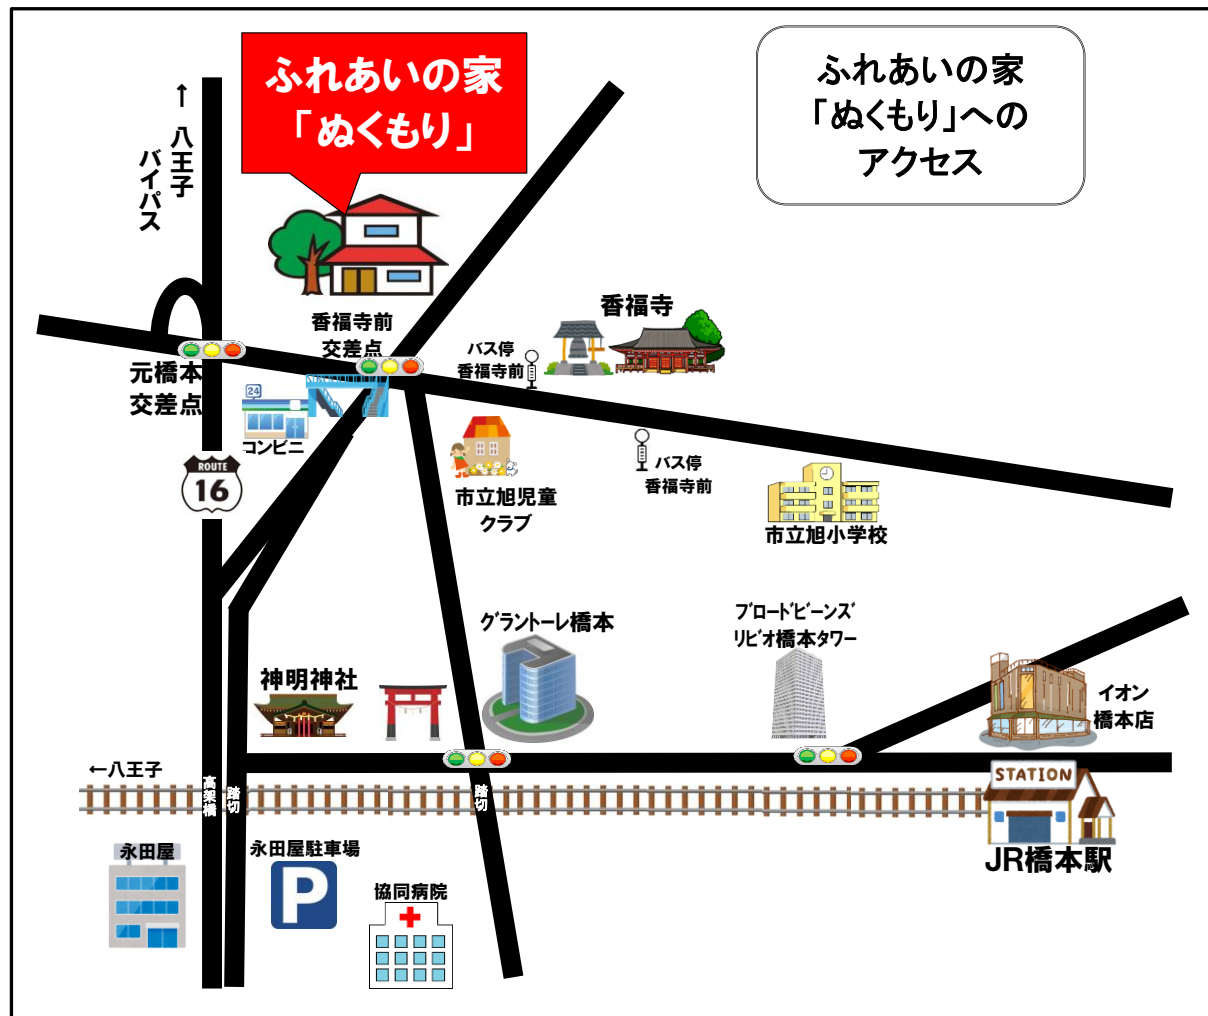 ふれあいの家
「ぬくもり」
ふれあいの家
「ぬくもり」への
アクセス
↑八王子
バイパス
香福寺前
交差点
香福寺
バス停
香福寺前
元橋本
交差点
24
コンビニ
ROUTE
16
市立旭児童
クラブ
バス停
香福寺前
市立旭小学校
グラントーレ橋本
ブロードビーンズ
リビオ橋本タワー
神明神社
イオン
橋本店
←八王子
高架橋
踏切
踏切
STATION
JR橋本駅
永田屋
永田屋駐車場
P
協同病院